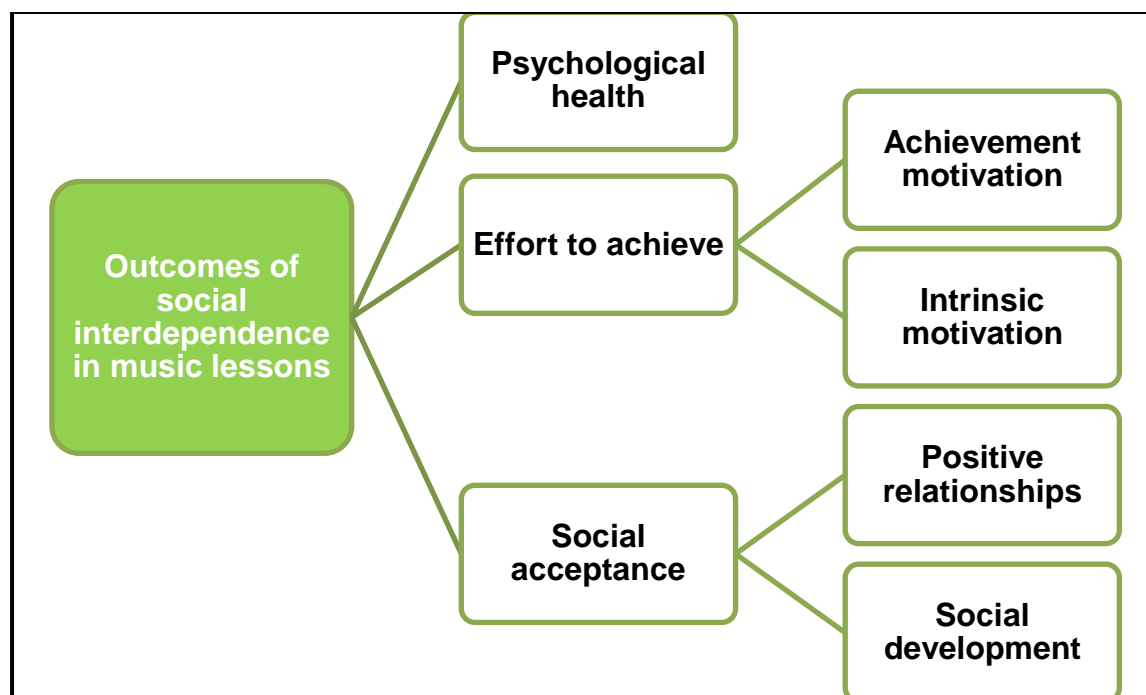 Outcomes of
social
interdependence
in music lessons
Psychological
health
Effort to achieve
Achievement
motivation
Intrinsic
motivation
Social
acceptance
Positive
relationships
Social
development